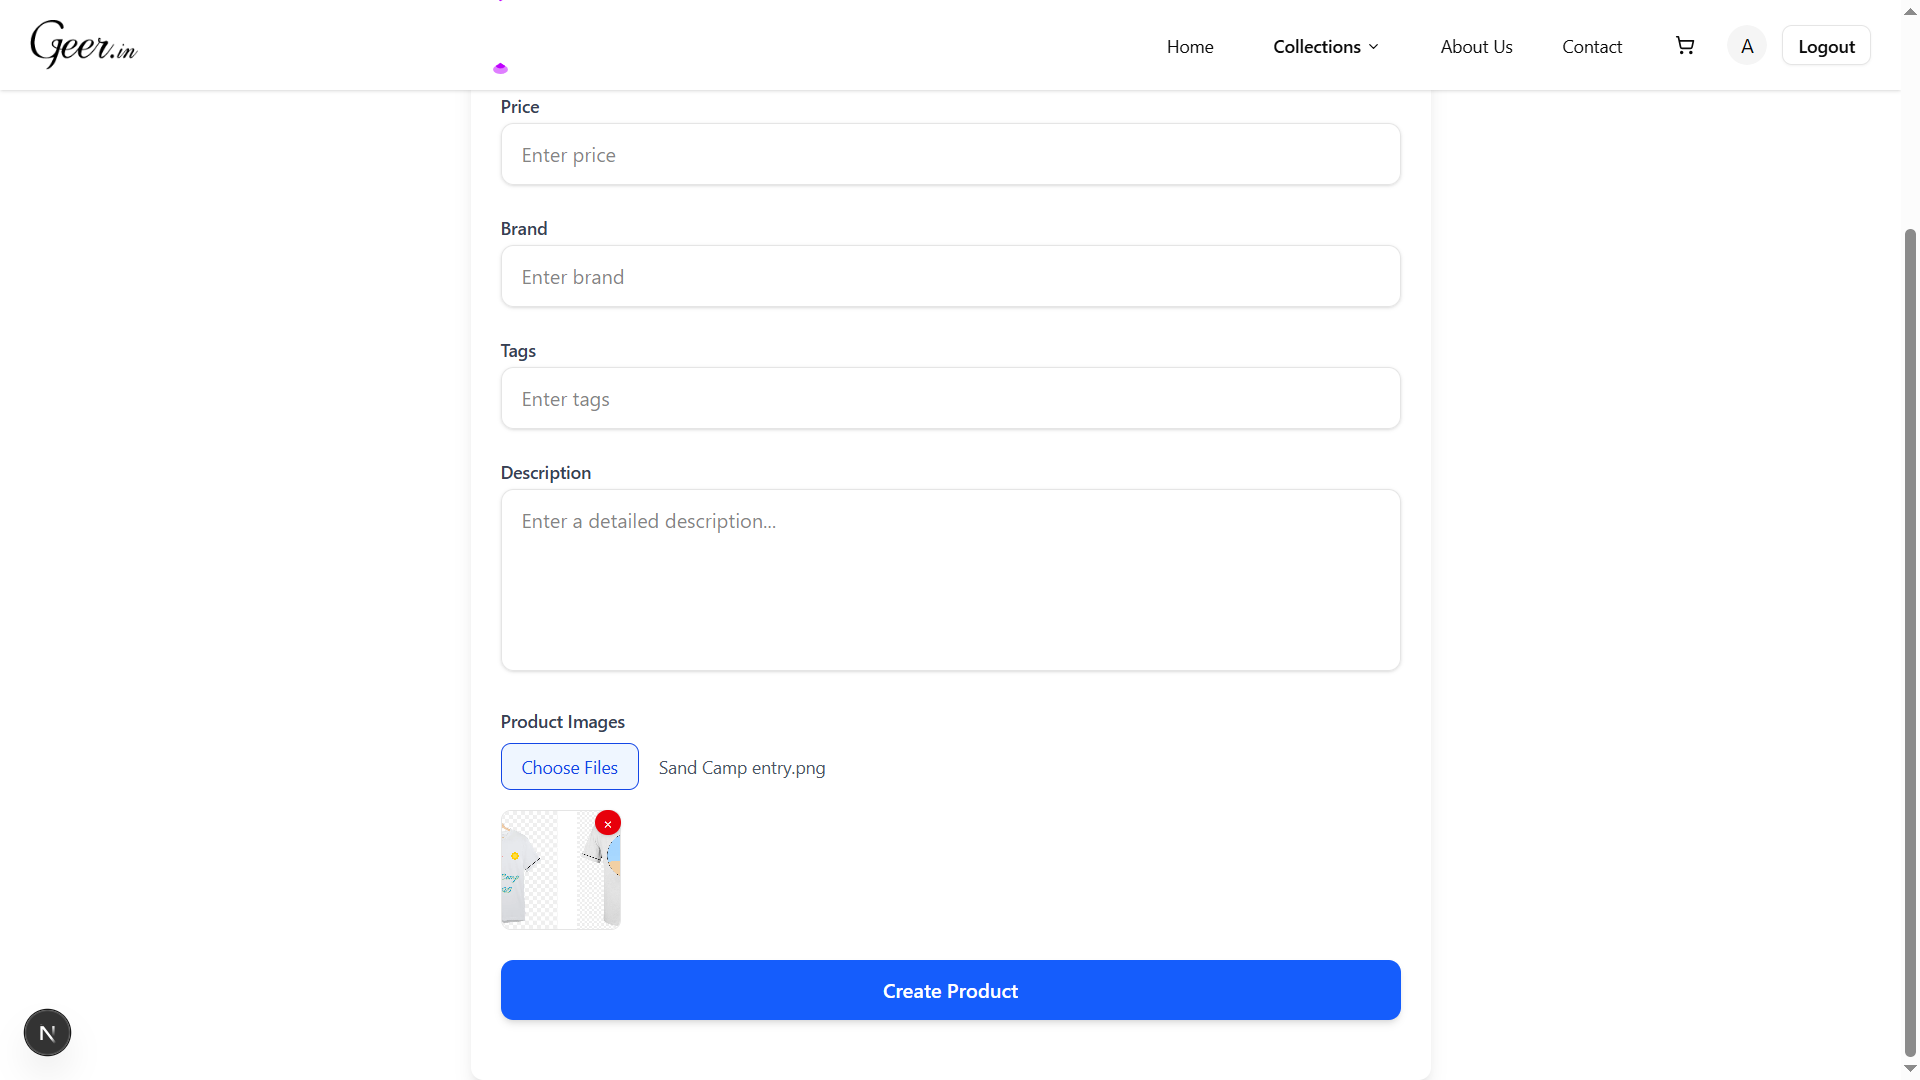 Geer.in
Home
Collections
About Us
Contact
A
Logout
Price
Enter price
Brand
Enter brand
Tags
Enter tags
Description
Enter a detailed description...
Product Images
Choose Files
Sand Camp entry.png
×
Camp
Create Product
N